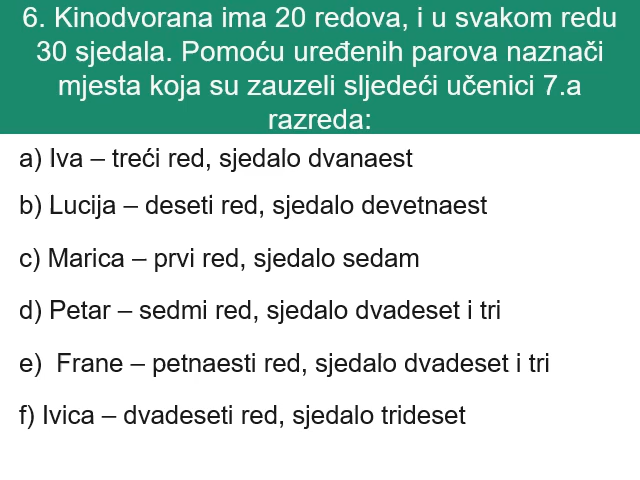 6. Kinodvorana ima 20 redova, i u svakom redu
30 sjedala. Pomoću uređenih parova naznači
mjesta koja su zauzeli sljedeći učenici 7.a
razreda:
a) Iva – treći red, sjedalo dvanaest
b) Lucija – deseti red, sjedalo devetnaest
c) Marica – prvi red, sjedalo sedam
d) Petar – sedmi red, sjedalo dvadeset i tri
e)  Frane – petnaesti red, sjedalo dvadeset i tri
f) Ivica – dvadeseti red, sjedalo trideset